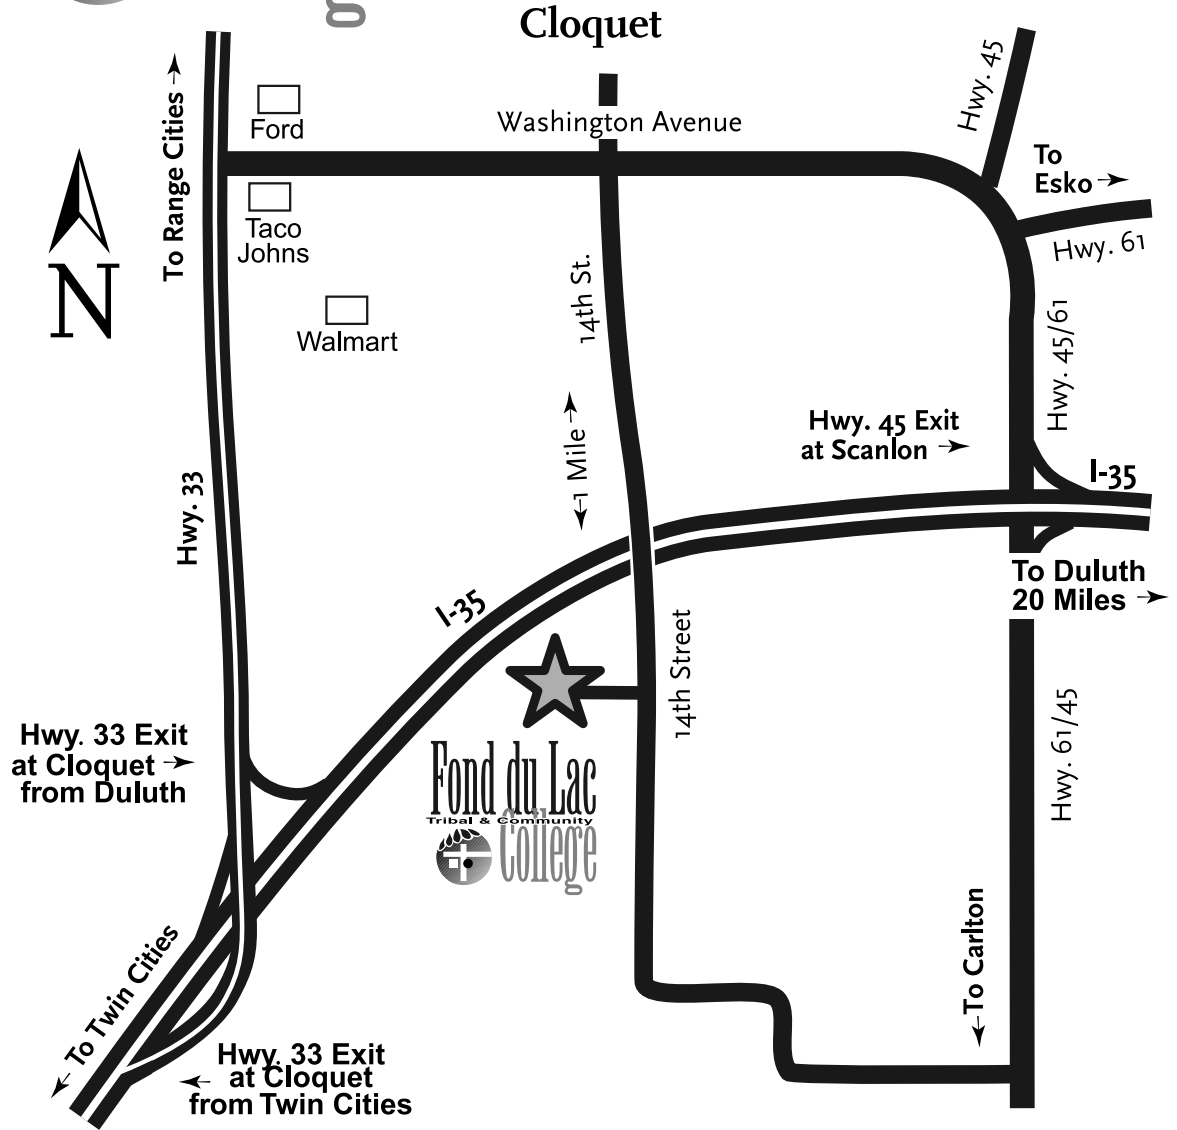 g
Cloquet
Washington Avenue
Ford
Taco
Johns
Walmart
To Range Cities
N
Hwy. 45
To
Esko
Hwy. 61
14th St.
1 Mile
Hwy. 45/61
Hwy. 45 Exit
at Scanlon
I-35
Hwy. 33
To Duluth
20 Miles
I-35
14th Street
Hwy. 33 Exit
at Cloquet
from Duluth
Fond du Lac
Tribal & Community
College
Hwy. 61/45
To Carlton
To Twin Cities
Hwy. 33 Exit
at Cloquet
from Twin Cities